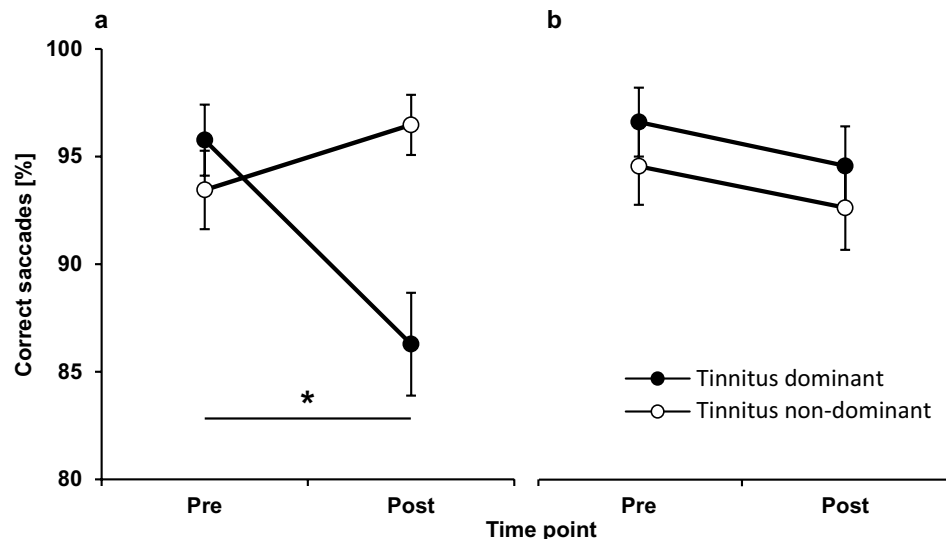 a
b
100
95
90
85
80
Correct saccades [%]
*
Tinnitus dominant
Tinnitus non-dominant
Pre
Post
Pre
Post
Time point